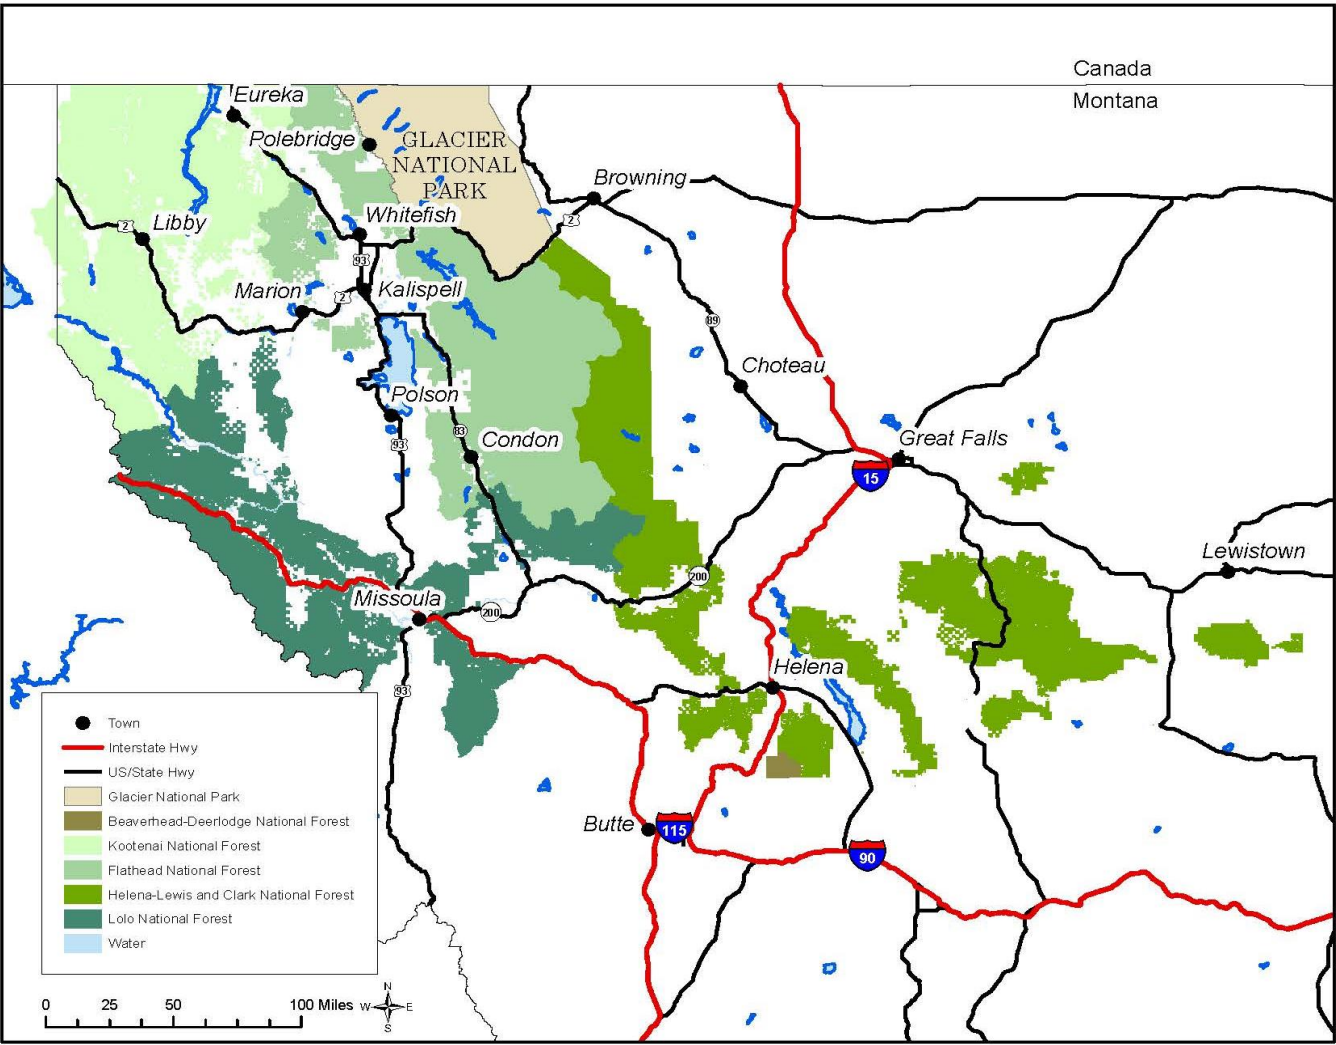 Canada
Montana
Eureka
Polebridge
GLACIER
NATIONAL
PARK
Browning
2
Whitefish
2
Libby
93
Marion
2
Kalispell
89
Choteau
Polson
93
83
Condon
Great Falls
15
Lewistown
200
Missoula
200
Helena
93
Butte
115
90
Town
Interstate Hwy
US/State Hwy
Glacier National Park
Beaverhead-Deerlodge National Forest
Kootenai National Forest
Flathead National Forest
Helena-Lewis and Clark National Forest
Lolo National Forest
Water
0 25 50 100 Miles
N
W E
S